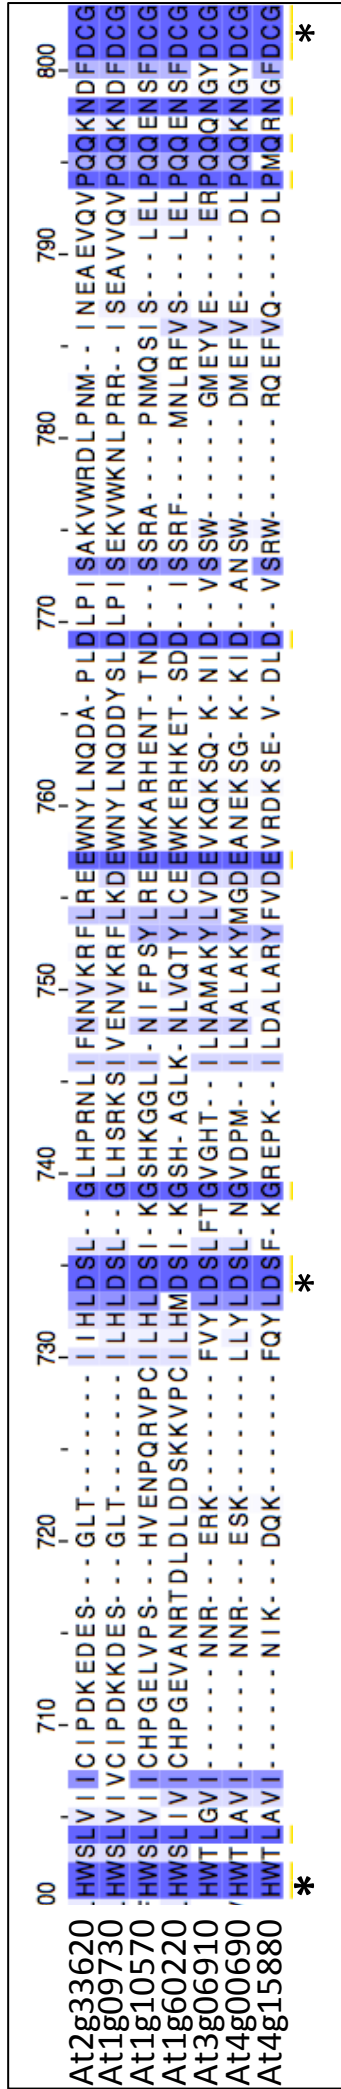 00 710 720 730 740 750 760 770 780 790 800
At2g33620 HWSLVIICIPDKEDES---GLT-------IIHLDSL--GLHPRNLIFNNVKRFLREEWNYLNQDA-PLDLPISAKVWRDLPNM--INEAEVQVPQQKNDFDCG
At1g09730 HWSLVIVCIPDKKDES---GLT-------ILHLDSL--GLHSRKSIVENVKRFLKDEWNYLNQDDYSLDLPISEKVWKNLPRR--ISEAVVQVPQQKNDFDCG
At1g10570 HWSLVIICHPGELVPS---HVENPQRVPCILHLDSI-KGSHKGGLI-NIFPSYLREEWKARHENT-TND---SSRA----PNMQSIS---LELPQQENSFDCG
At1g60220 HWSLIVICHPGEVANRTDLDLDDSKKVPCILHMDSI-KGSH-AGLK-NLVQTYLCEEWKERHKET-SDD--ISSRF----MNLRFVS---LELPQQENSFDCG
At3g06910 HWTLGVI------NNR---ERK-------FVYLDSLFTGVGHT--ILNAMAKYLVDEVKQKSQ-K-NID--VSSW------GMEYVE----ERPQQQNGYDCG
At4g00690 HWTLAVI------NNR---ESK-------LLYLDSL-NGVDPM--ILNALAKYMGDEANEKSG-K-KID--ANSW------DMEFVE----DLPQQKNGYDCG
At4g15880 HWTLAVI------NIK---DQK-------FQYLDSF-KGREPK--ILDALARYFVDEVRDKSE-V-DLD--VSRW------RQEFVQ----DLPMQRNGFDCG
* * *